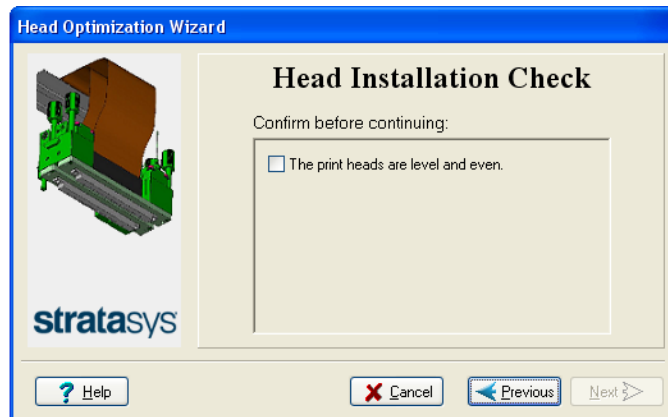 Head Optimization Wizard
Head Installation Check
Confirm before continuing:
The print heads are level and even.
stratasys
? Help
Cancel
Previous
Next